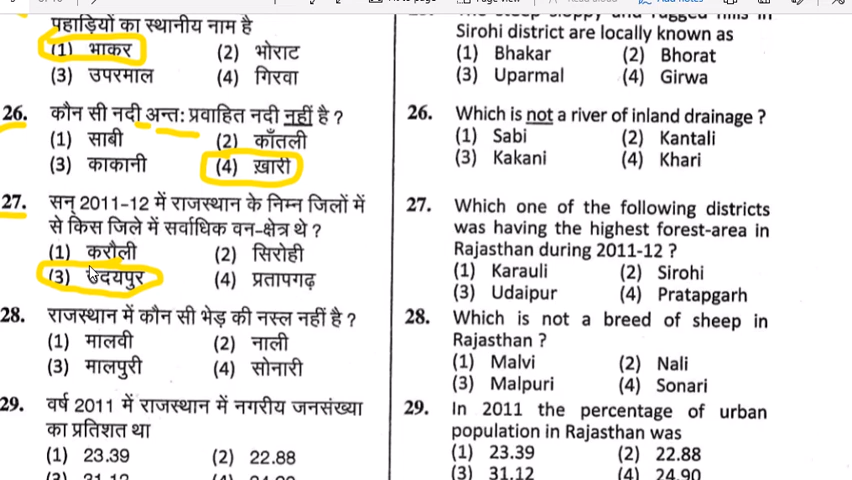 पहाड़ियों का स्थानीय नाम है
(1) भाकर (2) भोराट
(3) उपरमाल (4) गिरवा
26. कौन सी नदी अन्त: प्रवाहित नदी नहीं है ?
(1) साबी (2) काँतली
(3) काकानी (4) ख़ारी
27. सन् 2011-12 में राजस्थान के निम्न जिलों में
से किस जिले में सर्वाधिक वन-क्षेत्र थे ?
(1) करौली (2) सिरोही
(3) उदयपुर (4) प्रतापगढ़
28. राजस्थान में कौन सी भेड़ की नस्ल नहीं है ?
(1) मालवी (2) नाली
(3) मालपुरी (4) सोनारी
29. वर्ष 2011 में राजस्थान में नगरीय जनसंख्या
का प्रतिशत था
(1) 23.39 (2) 22.88
(3) 31.12 (4) 24.90
Sirohi district are locally known as
(1) Bhakar (2) Bhorat
(3) Uparmal (4) Girwa
26. Which is not a river of inland drainage ?
(1) Sabi (2) Kantali
(3) Kakani (4) Khari
27. Which one of the following districts
was having the highest forest-area in
Rajasthan during 2011-12 ?
(1) Karauli (2) Sirohi
(3) Udaipur (4) Pratapgarh
28. Which is not a breed of sheep in
Rajasthan ?
(1) Malvi (2) Nali
(3) Malpuri (4) Sonari
29. In 2011 the percentage of urban
population in Rajasthan was
(1) 23.39 (2) 22.88
(3) 31.12 (4) 24.90